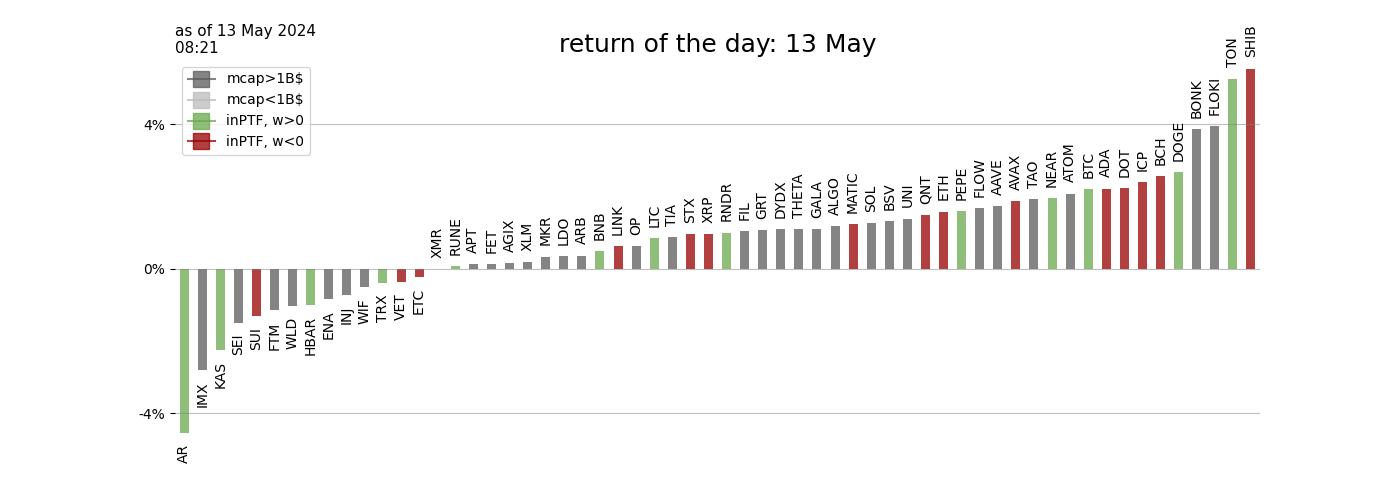 as of 13 May 2024
08:21
return of the day: 13 May
mcap>1B$
mcap<1B$
inPTF, w>0
inPTF, w<0
4%
0%
-4%
AR
IMX
KAS
SEI
SUI
FTM
WLD
HBAR
ENA
INJ
WIF
TRX
VET
ETC
XMR
RUNE
APT
FET
AGIX
XLM
MKR
LDO
ARB
BNB
LINK
OP
LTC
TIA
STX
XRP
RNDR
FIL
GRT
DYDX
THETA
GALA
ALGO
MATIC
SOL
BSV
UNI
QNT
ETH
PEPE
FLOW
AAVE
AVAX
TAO
NEAR
ATOM
BTC
ADA
DOT
ICP
BCH
DOGE
BONK
FLOKI
TON
SHIB